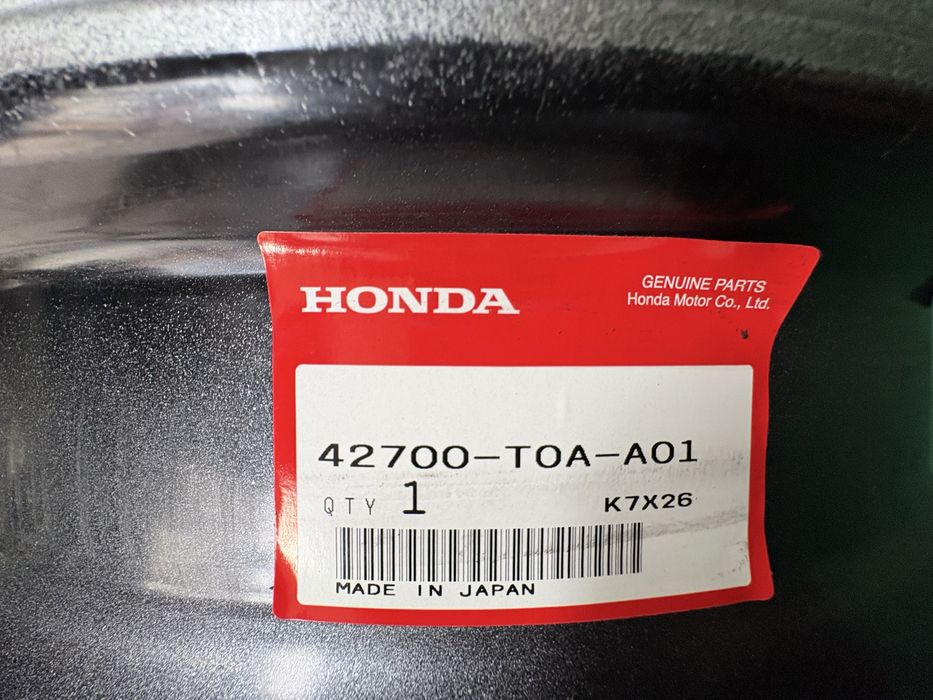 HONDA
GENUINE PARTS
Honda Motor Co., Ltd.
42700-T0A-A01
QTY 1 K7X26
MADE IN JAPAN